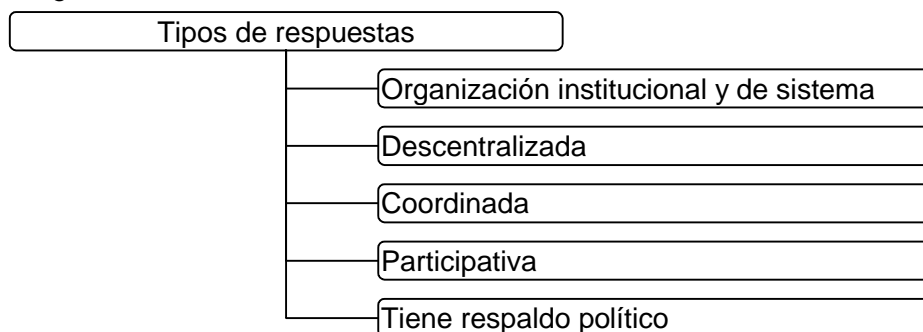 Tipos de respuestas
Organización institucional y de sistema
Descentralizada
Coordinada
Participativa
Tiene respaldo político